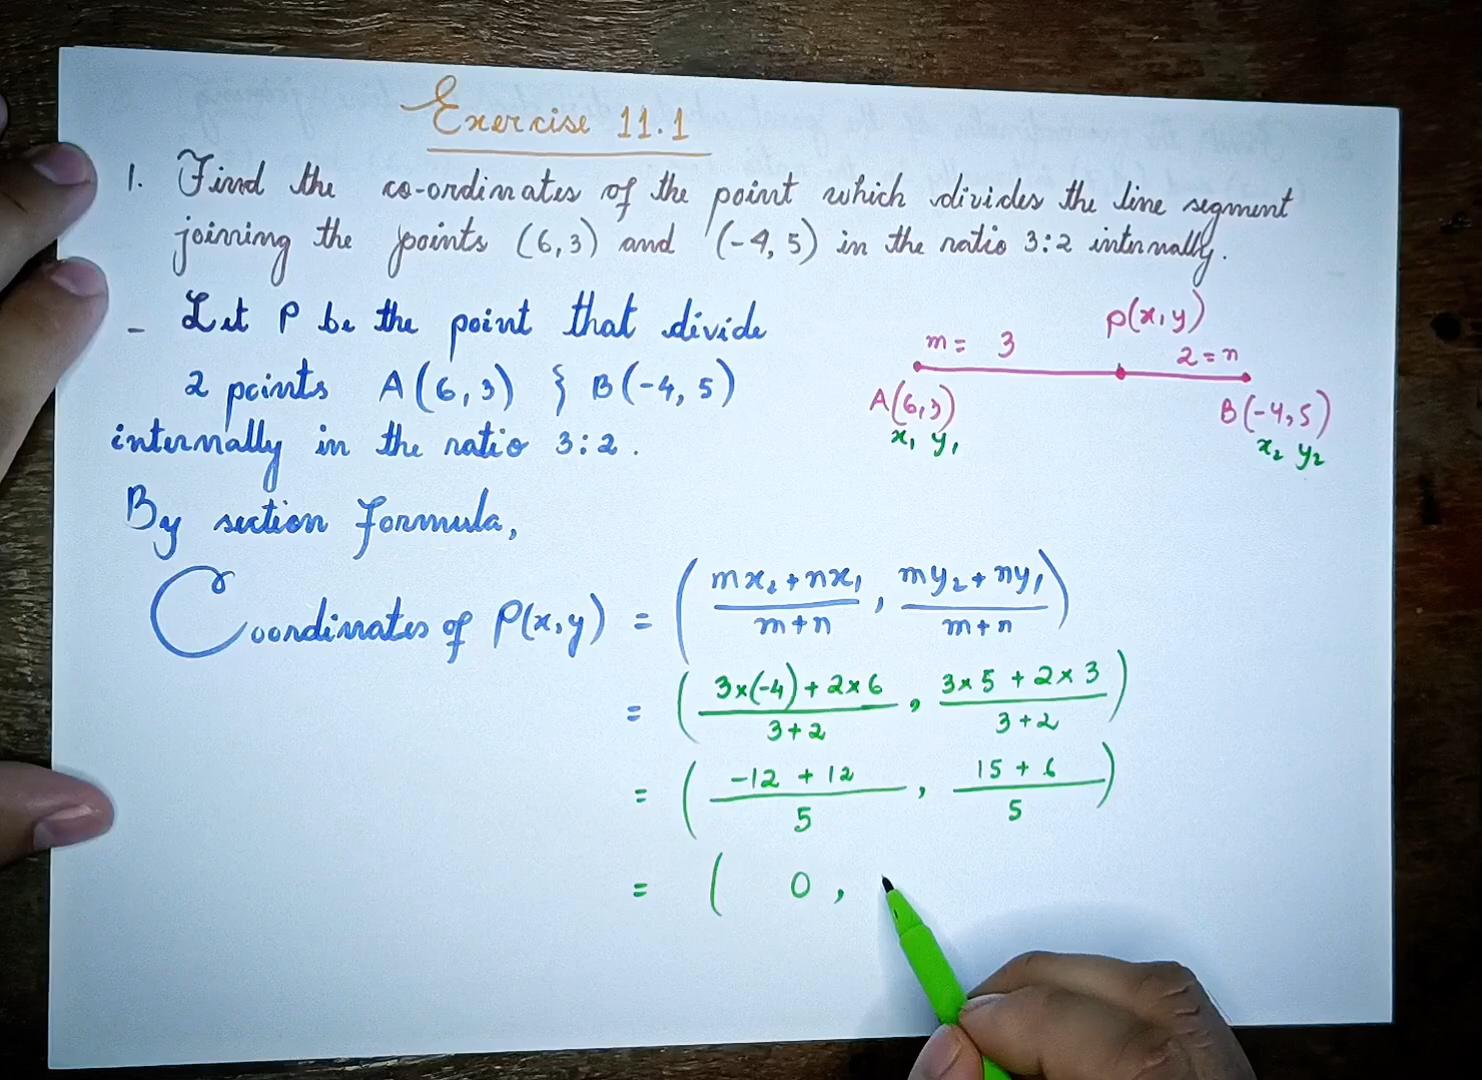 Exercise 11.1
1. Find the co-ordinates of the point which divides the line segment
joining the points (6,3) and (-4,5) in the ratio 3:2 internally.
- Let P be the point that divide
2 points A(6,3) } B(-4,5)
internally in the ratio 3:2.
m = 3
P(x,y)
2 = n
A(6,3)
x₁ y₁
B(-4,5)
x₂ y₂
By section formula,
Coordinates of P(x,y) = ( mx₂+nx₁ / m+n , my₂+ny₁ / m+n )
= ( 3×(-4)+2×6 / 3+2 , 3×5+2×3 / 3+2 )
= ( -12+12 / 5 , 15+6 / 5 )
= ( 0 ,